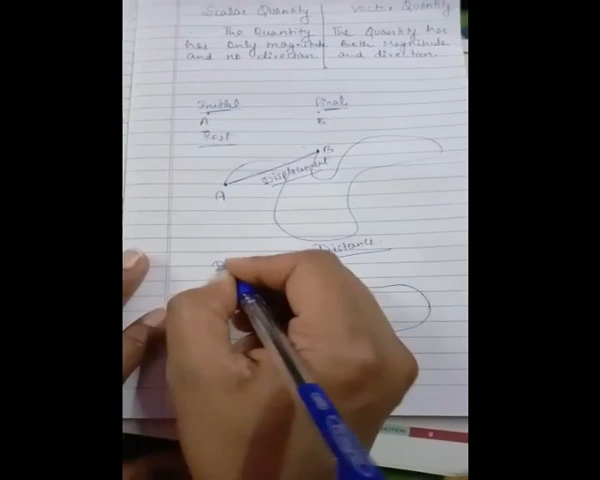 Scalar Quantity
Vector Quantity
The Quantity
has Only magnitude
and no direction
The Quantity has
Both Magnitude
and direction.
Initial
Final
A
B
Rest
B
Displacement
A
Distance.
D
9